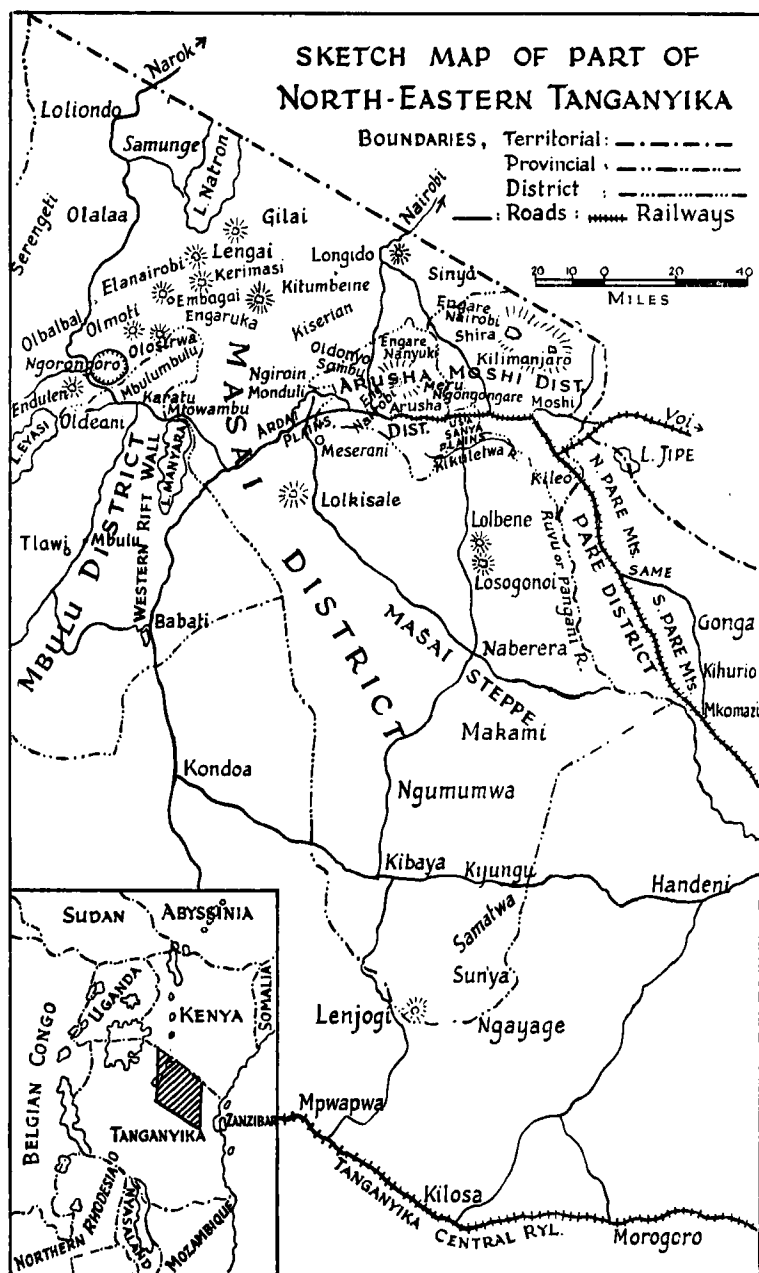 SKETCH MAP OF PART OF
NORTH-EASTERN TANGANYIKA
BOUNDARIES, Territorial:
Provincial
District :
: Roads : Railways
20 10 0 20 40
MILES
Narok
Loliondo
Samunge
L. Natron
Serengeti
Olalaa
Gilai
Nairobi
Lengai
Longido
Elanairobi
Kerimasi
Kitumbeine
Sinya
Embagai
Engaruka
Engare
Nairobi
Shira
Olbalbal
Olmoti
Kiserian
Kilimanjaro
Olosirwa
Oldonyo
Sambu
Engare
Nanyuki
Ngorongoro
Mbulumbulu
MASAI DISTRICT
Ngiroin
Monduli
ARUSHA DIST.
MOSHI DIST.
Meru
Ngongongare
Moshi
Endulen
Karatu
Mtowambu
ARDAI
PLAINS
Eng.
Nairobi
Arusha
Voi
L. EYASI
Oldeani
L. MANYARA
Meserani
SANYA
PLAINS
Kikuletwa R.
L. JIPE
Kileo
N. PARE Mts.
MBULU DISTRICT
WESTERN RIFT WALL
Lolkisale
Tlawi
Mbulu
Lolbene
Ruvu or Pangani R.
PARE DISTRICT
SAME
Losogonoi
Babati
MASAI STEPPE
S. PARE Mts.
Gonga
Naberera
Kihurio
Mkomazi
Makami
Kondoa
Ngumumwa
Kibaya
Kijungu
Handeni
Samatwa
Sunya
Lenjogi
Ngayage
Mpwapwa
TANGANYIKA
CENTRAL RYL.
Kilosa
Morogoro
SUDAN
ABYSSINIA
UGANDA
KENYA
SOMALIA
BELGIAN CONGO
TANGANYIKA
ZANZIBAR
NORTHERN RHODESIA
NYASALAND
MOZAMBIQUE